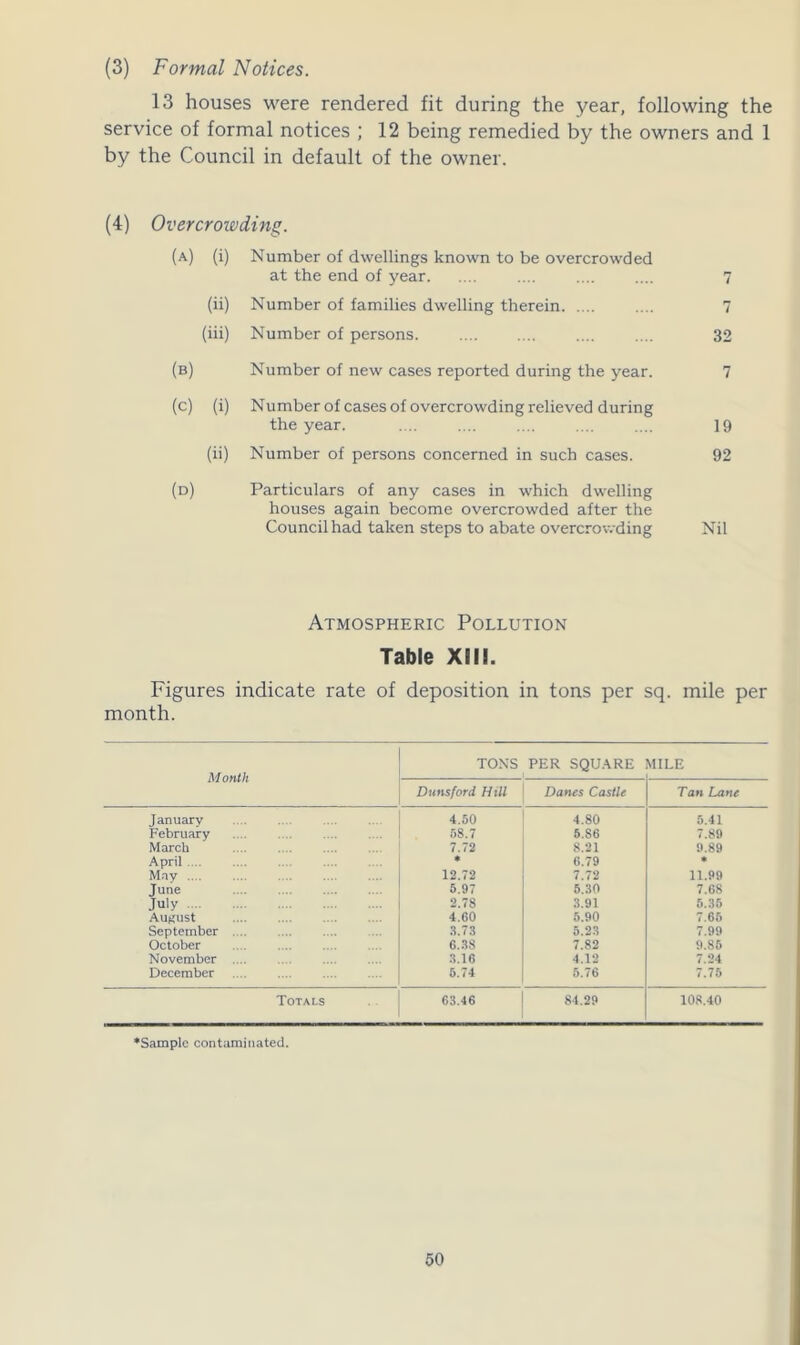 (3) Formal Notices.
13 houses were rendered fit during the year, following the
service of formal notices ; 12 being remedied by the owners and 1
by the Council in default of the owner.
(4) Overcrowding.
(A) (i) Number of dwellings known to be overcrowded
at the end of year. .... .... .... .... 7
(ii) Number of families dwelling therein. .... .... 7
(iii) Number of persons. .... .... .... .... 32
(B) Number of new cases reported during the year. 7
(C) (i) Number of cases of overcrowding relieved during
the year. .... .... .... .... .... 19
(ii) Number of persons concerned in such cases. 92
(D) Particulars of any cases in which dwelling
houses again become overcrowded after the
Council had taken steps to abate overcrowding Nil
Atmospheric Pollution
Table XIII.
Figures indicate rate of deposition in tons per sq. mile per
month.
Month TONS PER SQUARE MILE
Dunsford Hill Danes Castle Tan Lane
January .... .... .... .... 4.50 4.80 5.41
February .... .... .... .... 58.7 5.86 7.89
March .... .... .... .... 7.72 8.21 9.89
April .... .... .... .... .... * 6.79 *
May .... .... .... .... .... 12.72 7.72 11.99
June .... .... .... .... 5.97 5.30 7.68
July .... .... .... .... .... 2.78 3.91 5.35
August .... .... .... .... 4.60 5.90 7.65
September .... .... .... .... 3.73 5.23 7.99
October .... .... .... .... 6.38 7.82 9.85
November .... .... .... .... 3.16 4.12 7.24
December .... .... .... .... 5.74 5.76 7.75
Totals .... 63.46 84.29 108.40
*Sample contaminated.
50